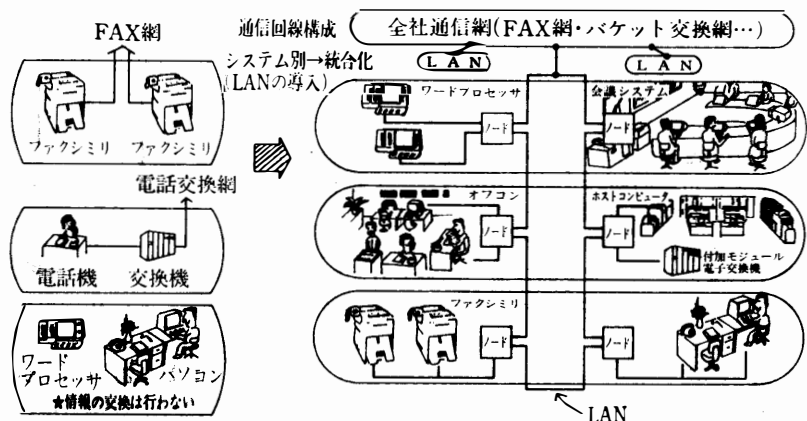 FAX網
ファクシミリ
ファクシミリ
電話交換網
電話機
交換機
ワード
プロセッサ
パソコン
★情報の交換は行わない
通信回線構成
システム別→統合化
(LANの導入)
全社通信網(FAX網・パケット交換網…)
LAN
LAN
ワードプロセッサ
ノード
会議システム
ノード
オフコン
ノード
ホストコンピュータ
ノード
付加モジュール
電子交換機
ファクシミリ
ノード
ノード
LAN